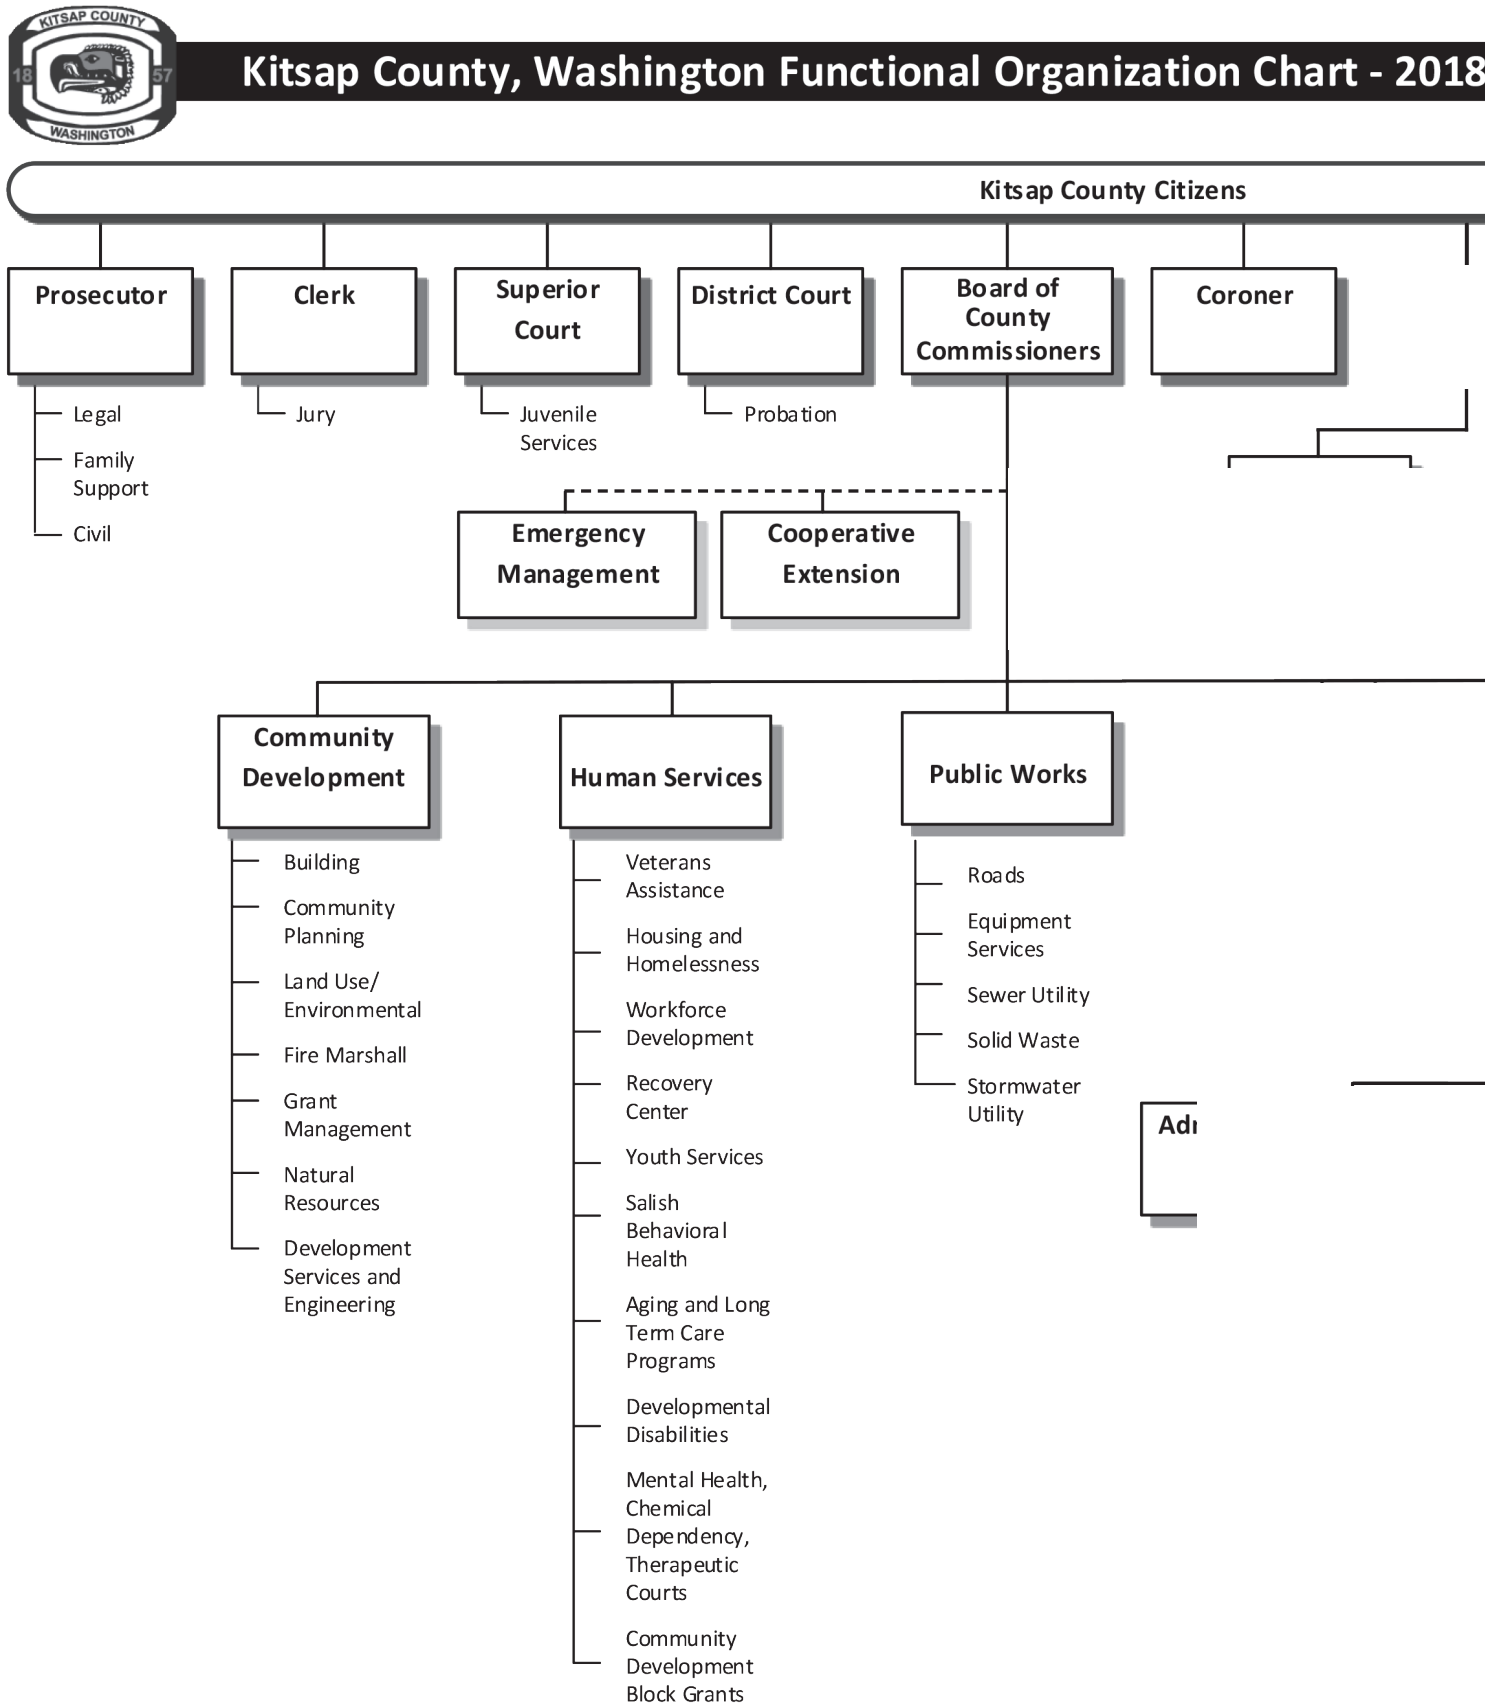 KITSAP COUNTY
18 57
WASHINGTON
Kitsap County, Washington Functional Organization Chart - 2018
Kitsap County Citizens
Prosecutor
Legal
Family
Support
Civil
Clerk
Jury
Superior
Court
Juvenile
Services
District Court
Probation
Board of
County
Commissioners
Coroner
Emergency
Management
Cooperative
Extension
Community
Development
Building
Community
Planning
Land Use/
Environmental
Fire Marshall
Grant
Management
Natural
Resources
Development
Services and
Engineering
Human Services
Veterans
Assistance
Housing and
Homelessness
Workforce
Development
Recovery
Center
Youth Services
Salish
Behavioral
Health
Aging and Long
Term Care
Programs
Developmental
Disabilities
Mental Health,
Chemical
Dependency,
Therapeutic
Courts
Community
Development
Block Grants
Public Works
Roads
Equipment
Services
Sewer Utility
Solid Waste
Stormwater
Utility